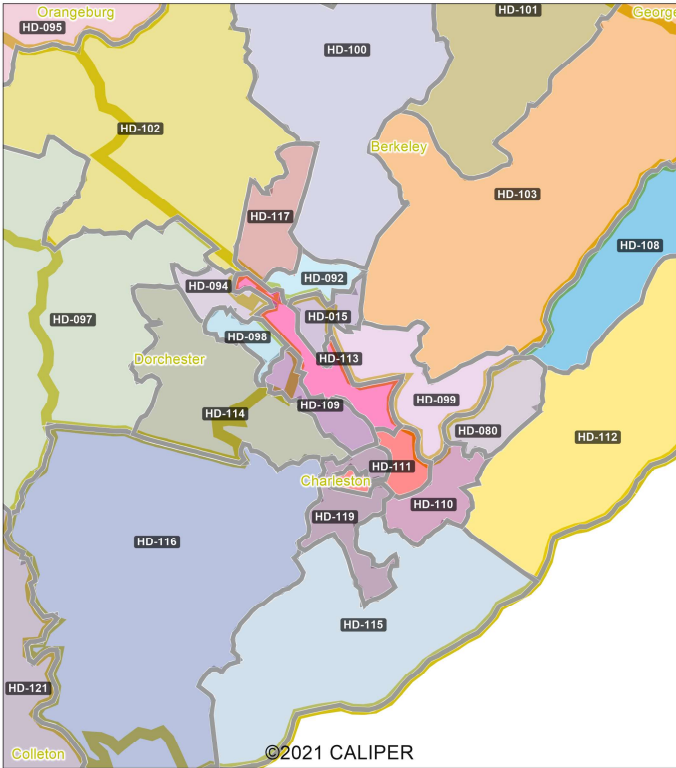 HD-101
Orangeburg
George
HD-095
HD-100
HD-102
Berkeley
HD-103
HD-117
HD-108
HD-092
HD-094
HD-015
HD-097
HD-098
Dorchester
HD-113
HD-099
HD-114
HD-109
HD-080
HD-112
HD-111
Charleston
HD-110
HD-119
HD-116
HD-115
HD-121
Colleton
©2021 CALIPER